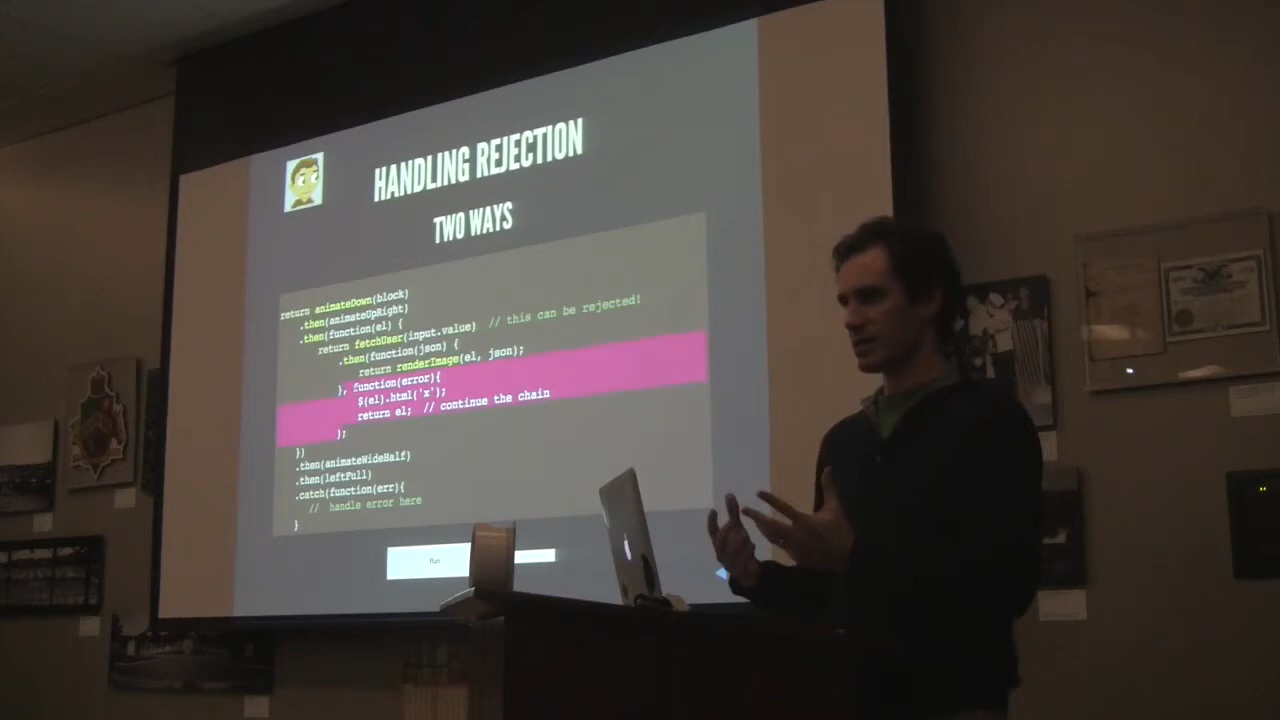 HANDLING REJECTION
TWO WAYS
return animateDown(block)
.then(animateUpRight)
.then(function(el) {
return fetchUser(input.value) // this can be rejected!
.then(function(json) {
return renderImage(el, json);
}, function(error){
$(el).html('x');
return el; // continue the chain
);
})
.then(animateWideHalf)
.then(leftFull)
.catch(function(err){
// handle error here
}
Run